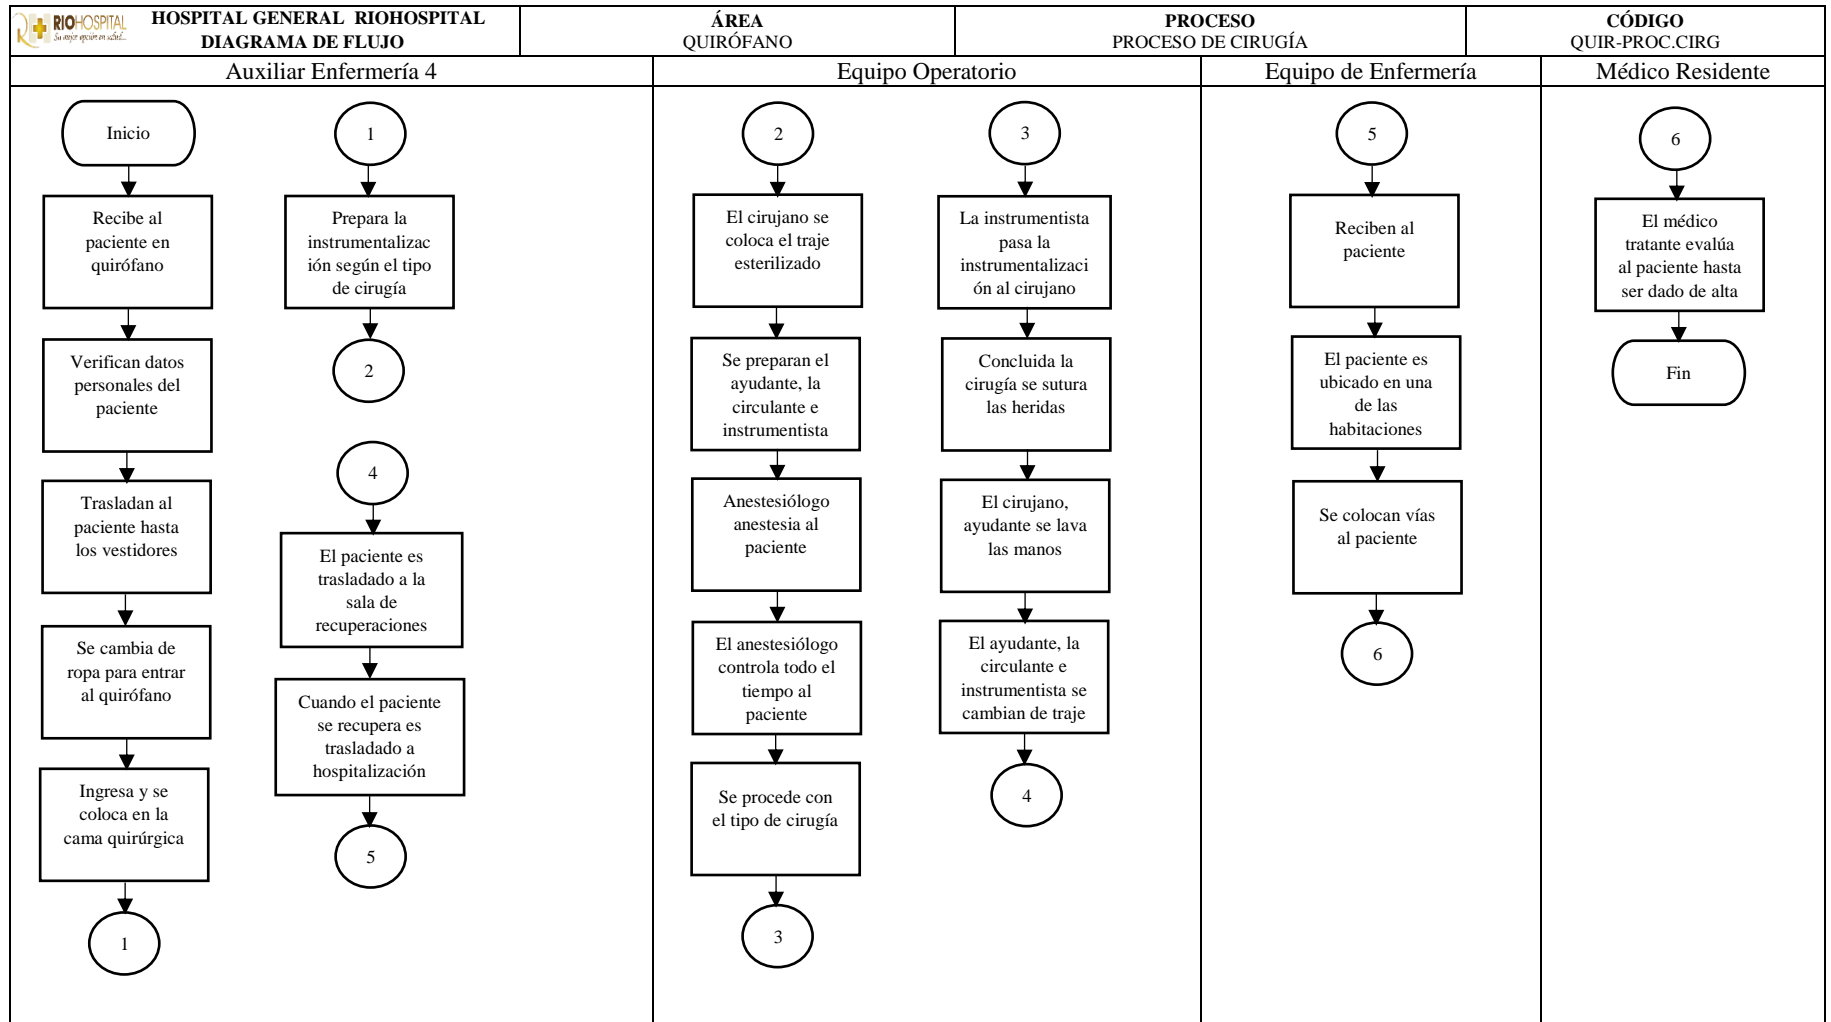 RIOHOSPITAL
Su mejor opción en salud...
HOSPITAL GENERAL RIOHOSPITAL
DIAGRAMA DE FLUJO
ÁREA
QUIRÓFANO
PROCESO
PROCESO DE CIRUGÍA
CÓDIGO
QUIR-PROC.CIRG
Auxiliar Enfermería 4
Equipo Operatorio
Equipo de Enfermería
Médico Residente
Inicio
Recibe al
paciente en
quirófano
Verifican datos
personales del
paciente
Trasladan al
paciente hasta
los vestidores
Se cambia de
ropa para entrar
al quirófano
Ingresa y se
coloca en la
cama quirúrgica
1
1
Prepara la
instrumentalizac
ión según el tipo
de cirugía
2
4
El paciente es
trasladado a la
sala de
recuperaciones
Cuando el paciente
se recupera es
trasladado a
hospitalización
5
2
El cirujano se
coloca el traje
esterilizado
Se preparan el
ayudante, la
circulante e
instrumentista
Anestesiólogo
anestesia al
paciente
El anestesiólogo
controla todo el
tiempo al
paciente
Se procede con
el tipo de cirugía
3
3
La instrumentista
pasa la
instrumentalizaci
ón al cirujano
Concluida la
cirugía se sutura
las heridas
El cirujano,
ayudante se lava
las manos
El ayudante, la
circulante e
instrumentista se
cambian de traje
4
5
Reciben al
paciente
El paciente es
ubicado en una
de las
habitaciones
Se colocan vías
al paciente
6
6
El médico
tratante evalúa
al paciente hasta
ser dado de alta
Fin